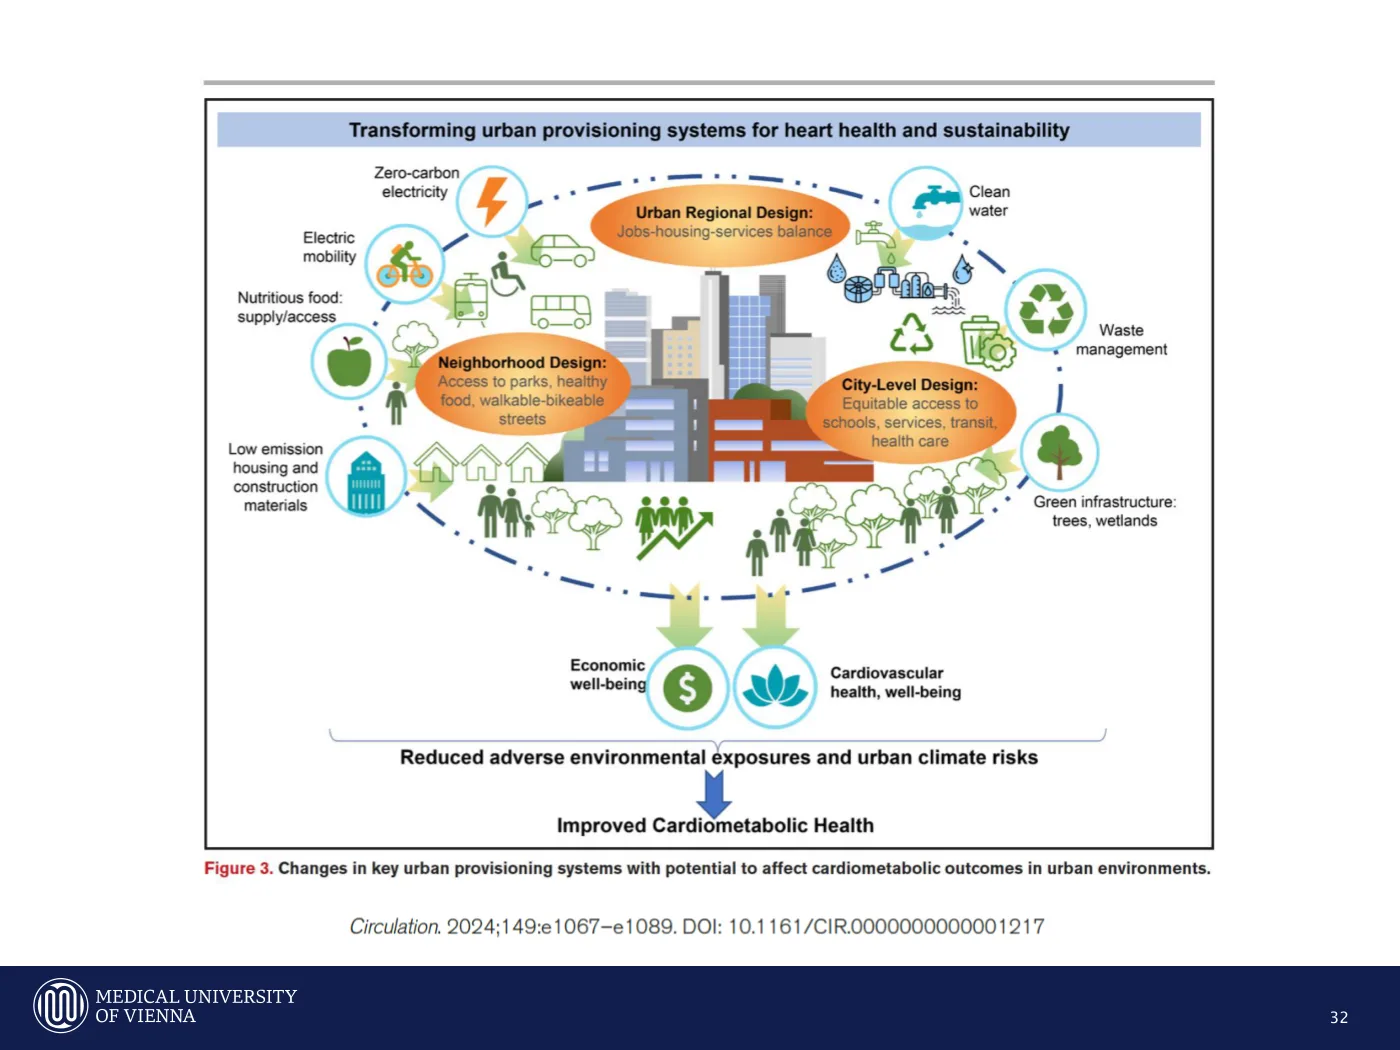 Transforming urban provisioning systems for heart health and sustainability
Zero-carbon
electricity
Urban Regional Design:
Jobs-housing-services balance
Clean
water
Electric
mobility
Nutritious food:
supply/access
Waste
management
Neighborhood Design:
Access to parks, healthy
food, walkable-bikeable
streets
City-Level Design:
Equitable access to
schools, services, transit,
health care
Low emission
housing and
construction
materials
Green infrastructure:
trees, wetlands
Economic
well-being
$
Cardiovascular
health, well-being
Reduced adverse environmental exposures and urban climate risks
Improved Cardiometabolic Health
Figure 3. Changes in key urban provisioning systems with potential to affect cardiometabolic outcomes in urban environments.
Circulation. 2024;149:e1067–e1089. DOI: 10.1161/CIR.0000000000001217
MEDICAL UNIVERSITY
OF VIENNA
32